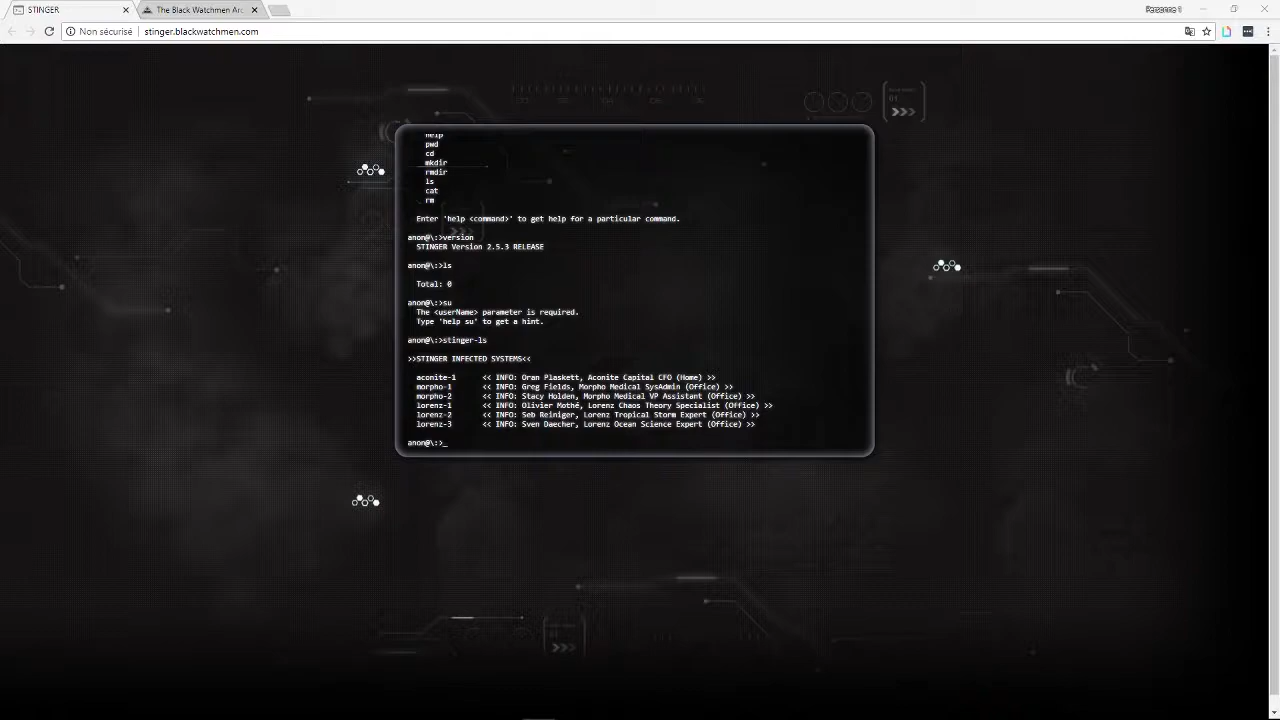 STINGER
The Black Watchmen Arc
Personne 1
Non sécurisé
stinger.blackwatchmen.com
01
help
pwd
cd
mkdir
rmdir
ls
cat
rm
Enter 'help <command>' to get help for a particular command.
anon@\:>version
STINGER Version 2.5.3 RELEASE
anon@\:>ls
Total: 0
anon@\:>su
The <userName> parameter is required.
Type 'help su' to get a hint.
anon@\:>stinger-ls
>>STINGER INFECTED SYSTEMS<<
aconite-1 << INFO: Oran Plaskett, Aconite Capital CFO (Home) >>
morpho-1 << INFO: Greg Fields, Morpho Medical SysAdmin (Office) >>
morpho-2 << INFO: Stacy Holden, Morpho Medical VP Assistant (Office) >>
lorenz-1 << INFO: Olivier Mothé, Lorenz Chaos Theory Specialist (Office) >>
lorenz-2 << INFO: Seb Reiniger, Lorenz Tropical Storm Expert (Office) >>
lorenz-3 << INFO: Sven Daecher, Lorenz Ocean Science Expert (Office) >>
anon@\:>_